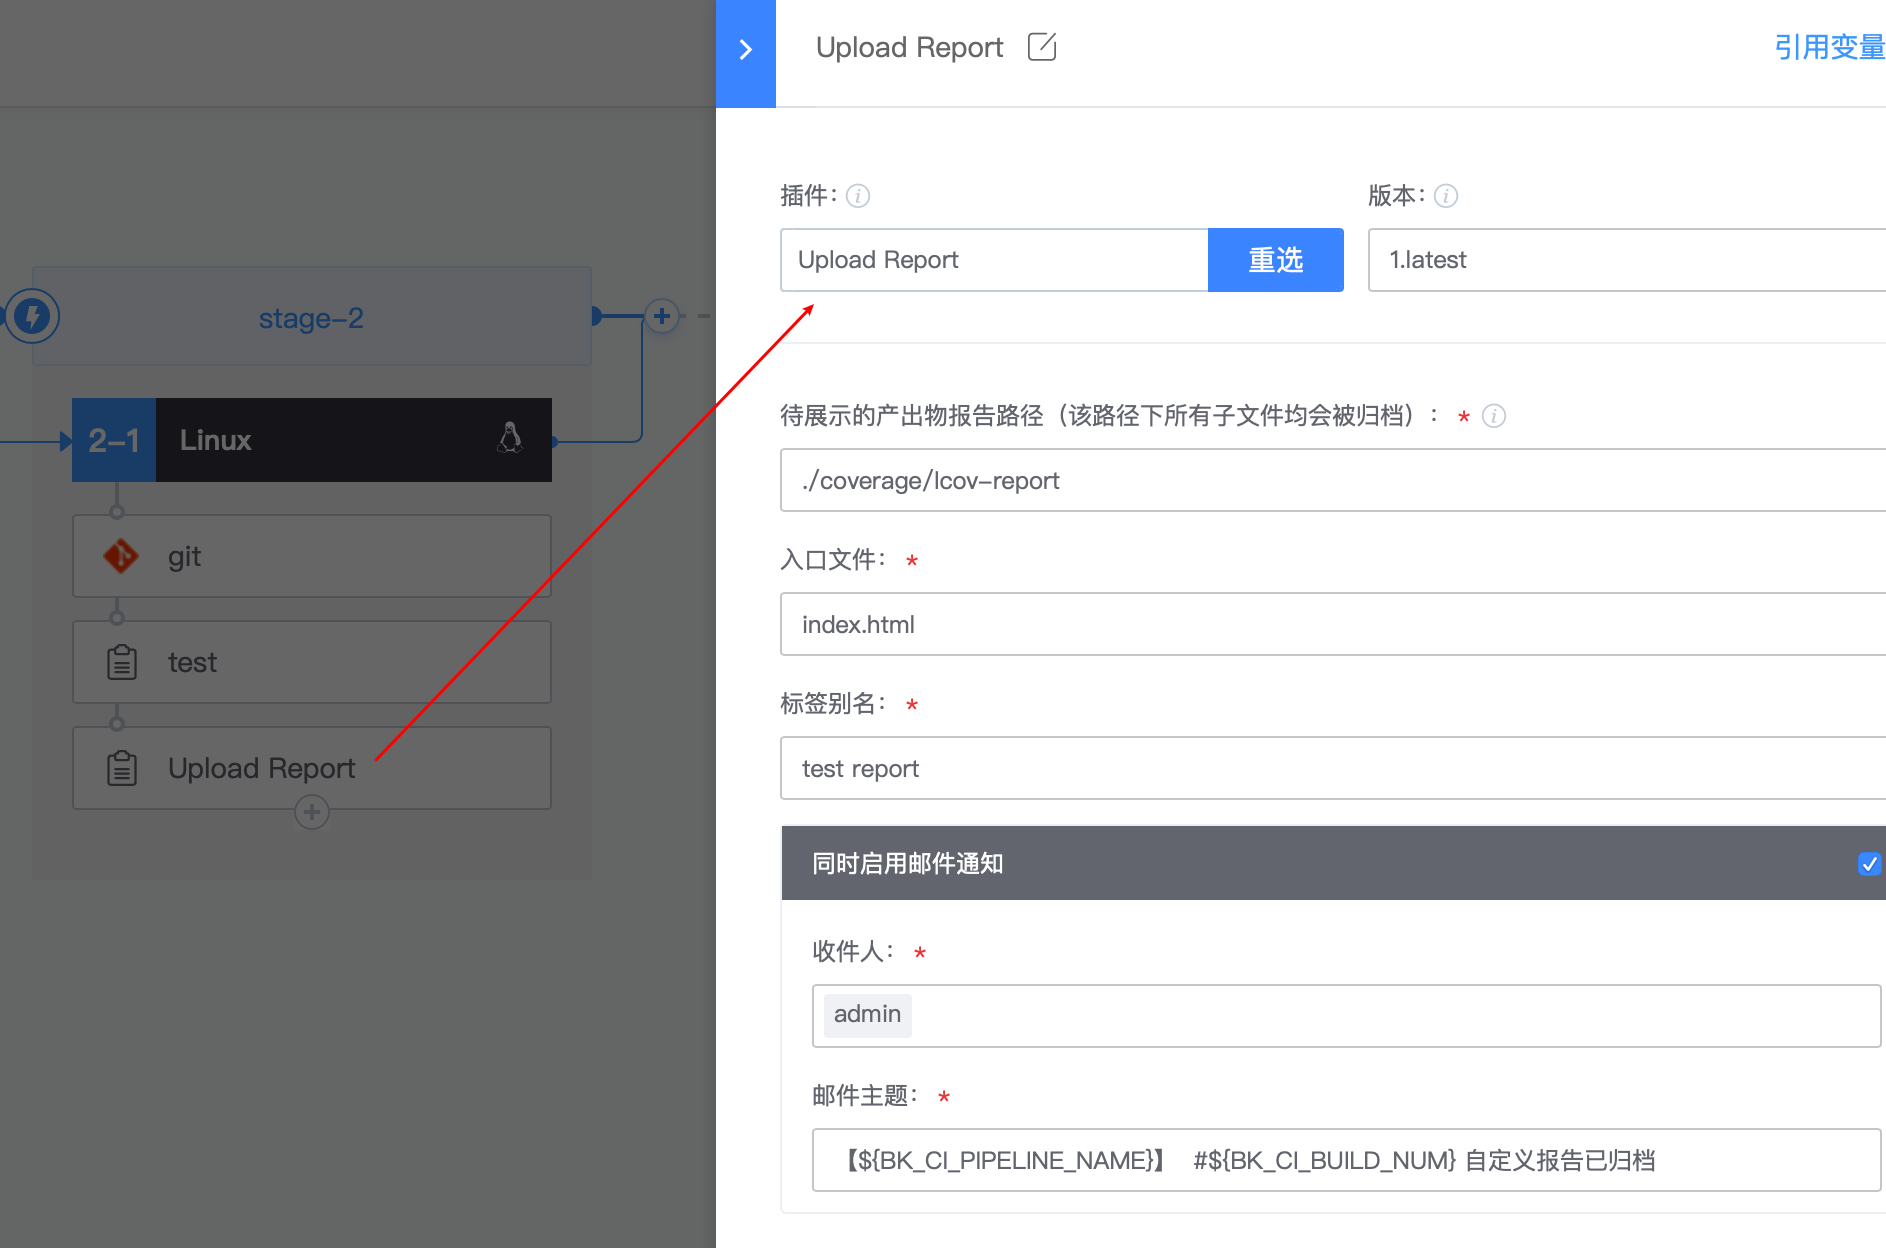 stage-2
2-1 Linux
git
test
Upload Report
Upload Report
引用变量
插件:
版本:
Upload Report
重选
1.latest
待展示的产出物报告路径（该路径下所有子文件均会被归档）: *
./coverage/lcov-report
入口文件: *
index.html
标签别名: *
test report
同时启用邮件通知
收件人: *
admin
邮件主题: *
【${BK_CI_PIPELINE_NAME}】 #${BK_CI_BUILD_NUM} 自定义报告已归档